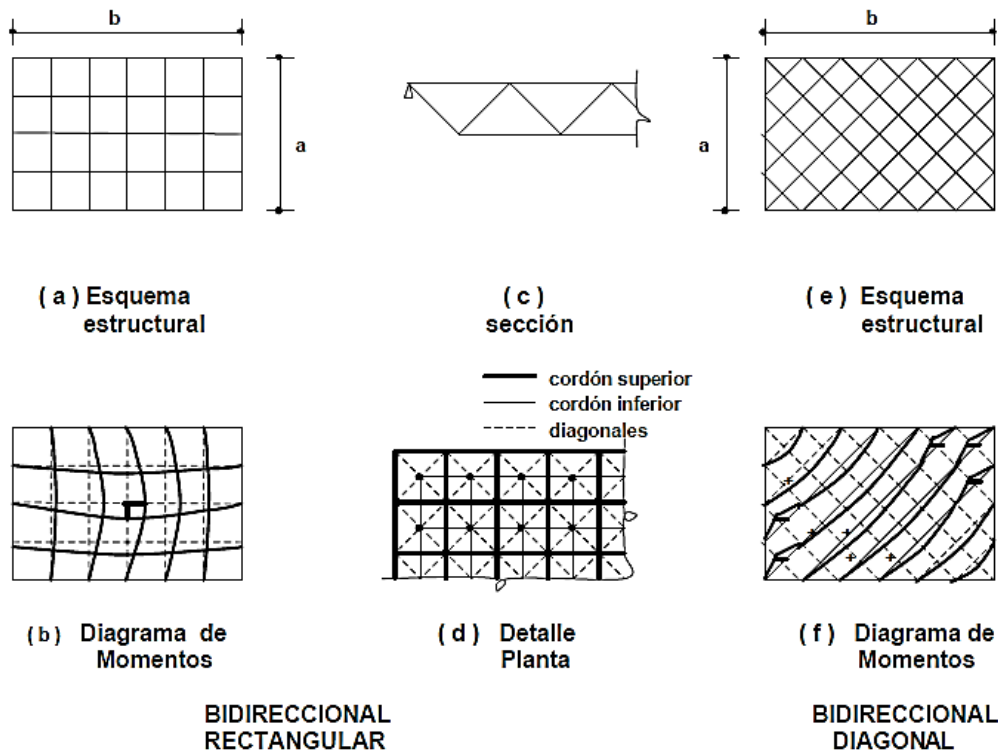 b
b
a
a
( a ) Esquema
estructural
( c )
sección
( e ) Esquema
estructural
cordón superior
cordón inferior
diagonales
( b ) Diagrama de
Momentos
( d ) Detalle
Planta
( f ) Diagrama de
Momentos
BIDIRECCIONAL
RECTANGULAR
BIDIRECCIONAL
DIAGONAL